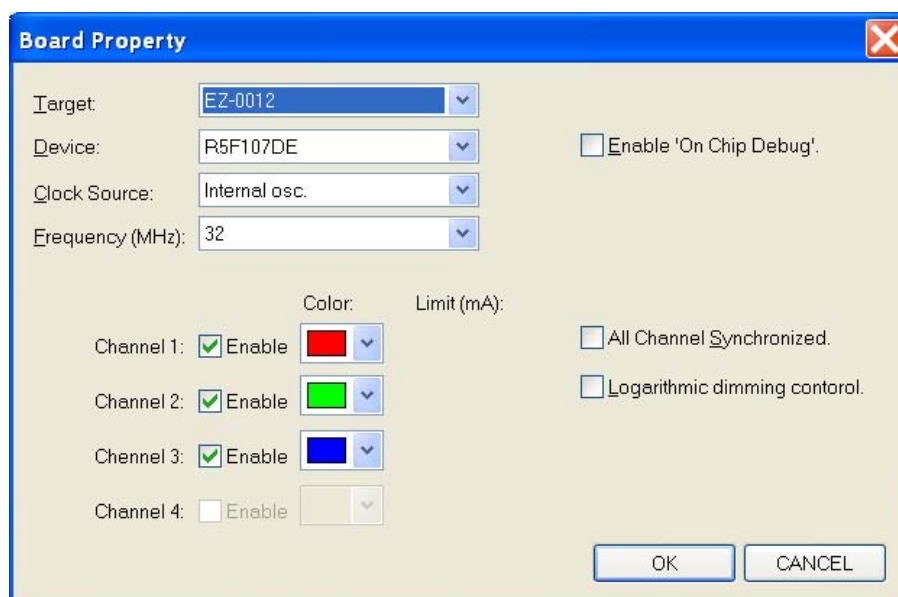 Board Property
Target: EZ-0012
Device: R5F107DE
Enable 'On Chip Debug'.
Clock Source: Internal osc.
Frequency (MHz): 32
Color: Limit (mA):
Channel 1: Enable
All Channel Synchronized.
Channel 2: Enable
Logarithmic dimming contorol.
Chennel 3: Enable
Channel 4: Enable
OK CANCEL